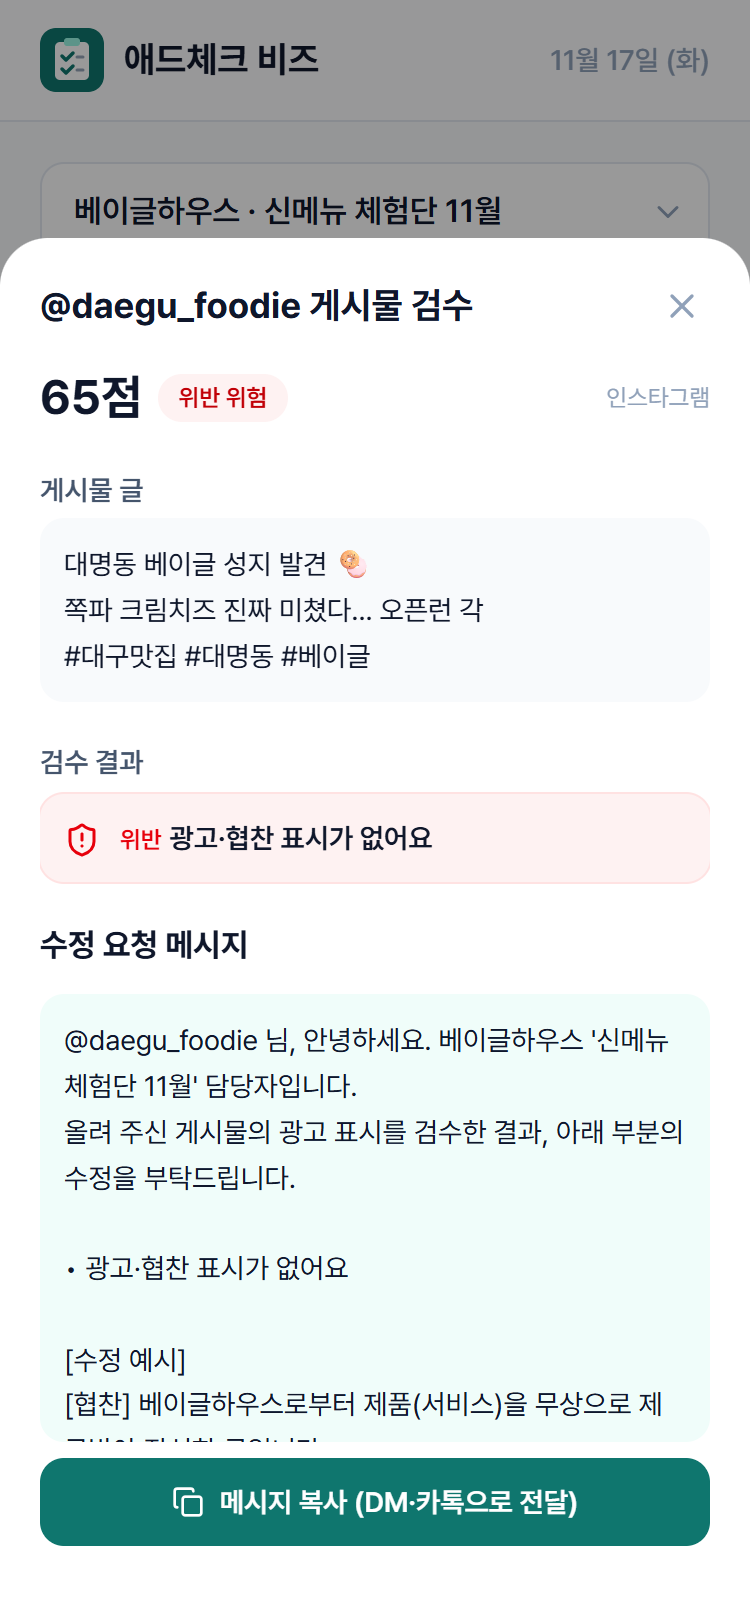 애드체크 비즈
11월 17일 (화)
베이글하우스 · 신메뉴 체험단 11월
@daegu_foodie 게시물 검수
65점
위반 위험
인스타그램
게시물 글
대명동 베이글 성지 발견
쪽파 크림치즈 진짜 미쳤다... 오픈런 각
#대구맛집 #대명동 #베이글
검수 결과
위반 광고·협찬 표시가 없어요
수정 요청 메시지
@daegu_foodie 님, 안녕하세요. 베이글하우스 '신메뉴
체험단 11월' 담당자입니다.
올려 주신 게시물의 광고 표시를 검수한 결과, 아래 부분의
수정을 부탁드립니다.
• 광고·협찬 표시가 없어요
[수정 예시]
[협찬] 베이글하우스로부터 제품(서비스)을 무상으로 제
메시지 복사 (DM·카톡으로 전달)